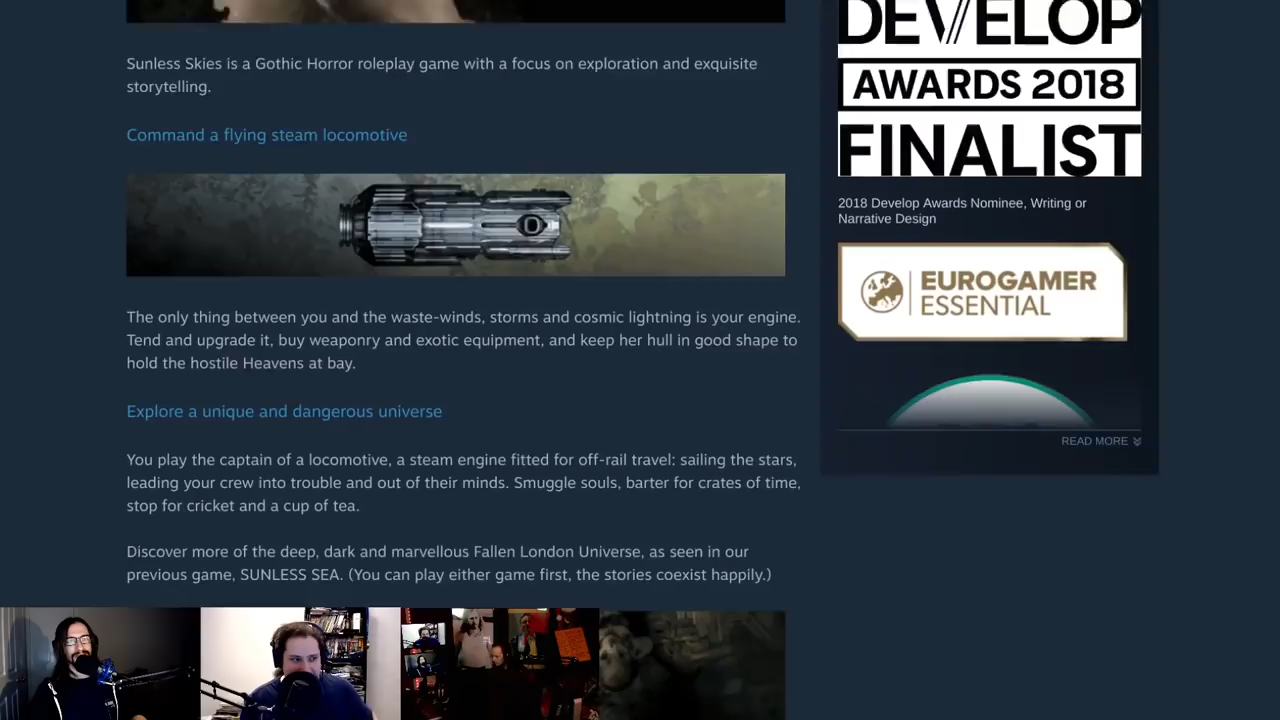 Sunless Skies is a Gothic Horror roleplay game with a focus on exploration and exquisite
storytelling.
Command a flying steam locomotive
The only thing between you and the waste-winds, storms and cosmic lightning is your engine.
Tend and upgrade it, buy weaponry and exotic equipment, and keep her hull in good shape to
hold the hostile Heavens at bay.
Explore a unique and dangerous universe
You play the captain of a locomotive, a steam engine fitted for off-rail travel: sailing the stars,
leading your crew into trouble and out of their minds. Smuggle souls, barter for crates of time,
stop for cricket and a cup of tea.
Discover more of the deep, dark and marvellous Fallen London Universe, as seen in our
previous game, SUNLESS SEA. (You can play either game first, the stories coexist happily.)
DEVELOP
AWARDS 2018
FINALIST
2018 Develop Awards Nominee, Writing or
Narrative Design
EUROGAMER
ESSENTIAL
READ MORE